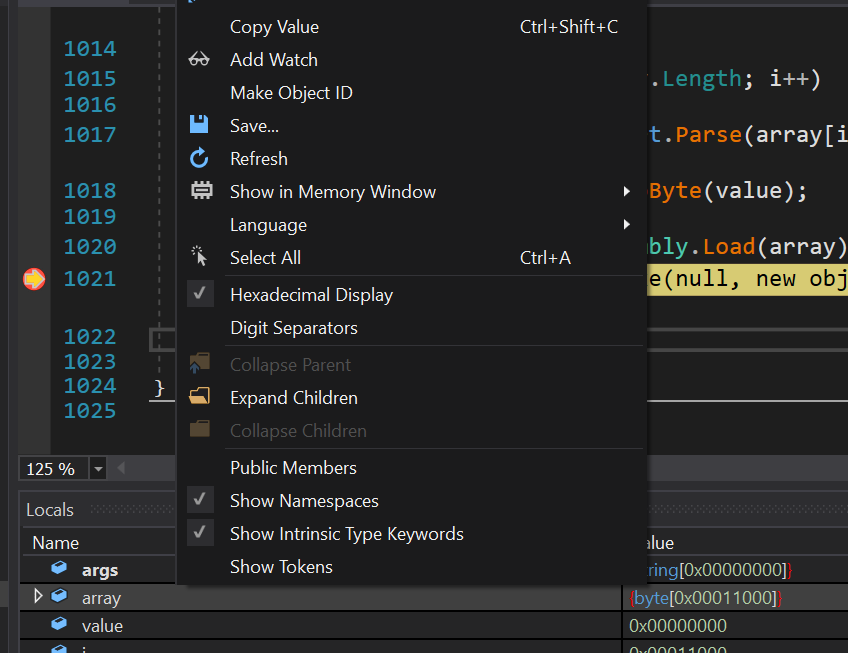 Copy Value Ctrl+Shift+C
1014
Add Watch
1015 .Length; i++)
Make Object ID
1016
Save...
1017 t.Parse(array[i
Refresh
1018 Show in Memory Window Byte(value);
1019
Language
1020 bly.Load(array)
Select All Ctrl+A
1021 e(null, new obj
Hexadecimal Display
Digit Separators
1022
1023 Collapse Parent
1024 }
Expand Children
1025
Collapse Children
125 %
Public Members
Show Namespaces
Locals
Show Intrinsic Type Keywords
Name alue
Show Tokens
args tring[0x00000000]}
array {byte[0x00011000]}
value 0x00000000
i 0x00011000